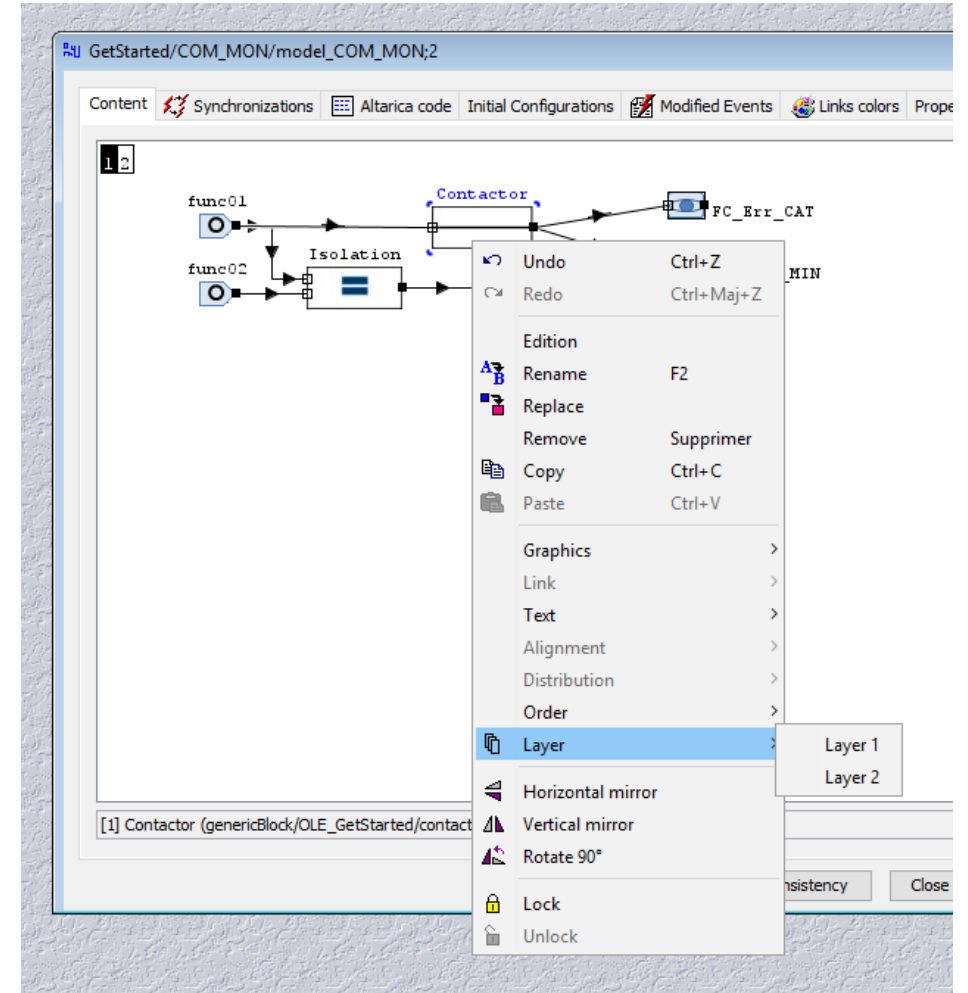 GetStarted/COM_MON/model_COM_MON;2
Content Synchronizations Altarica code Initial Configurations Modified Events Links colors
1 2
func01
Contactor
FC_Err_CAT
Isolation
func02
MIN
Undo Ctrl+Z
Redo Ctrl+Maj+Z
Edition
Rename F2
Replace
Remove Supprimer
Copy Ctrl+C
Paste Ctrl+V
Graphics
Link
Text
Alignment
Distribution
Order
Layer
Layer 1
Layer 2
Horizontal mirror
[1] Contactor (genericBlock/OLE_GetStarted/contact
Vertical mirror
Rotate 90°
Close
Lock
Unlock